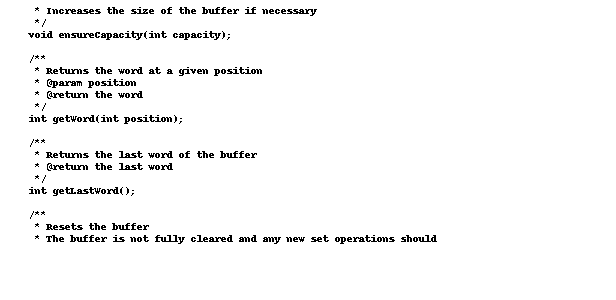 * Increases the size of the buffer if necessary
*/
void ensureCapacity(int capacity);
/**
* Returns the word at a given position
* @param position
* @return the word
*/
int getWord(int position);
/**
* Returns the last word of the buffer
* @return the last word
*/
int getLastWord();
/**
* Resets the buffer
* The buffer is not fully cleared and any new set operations should